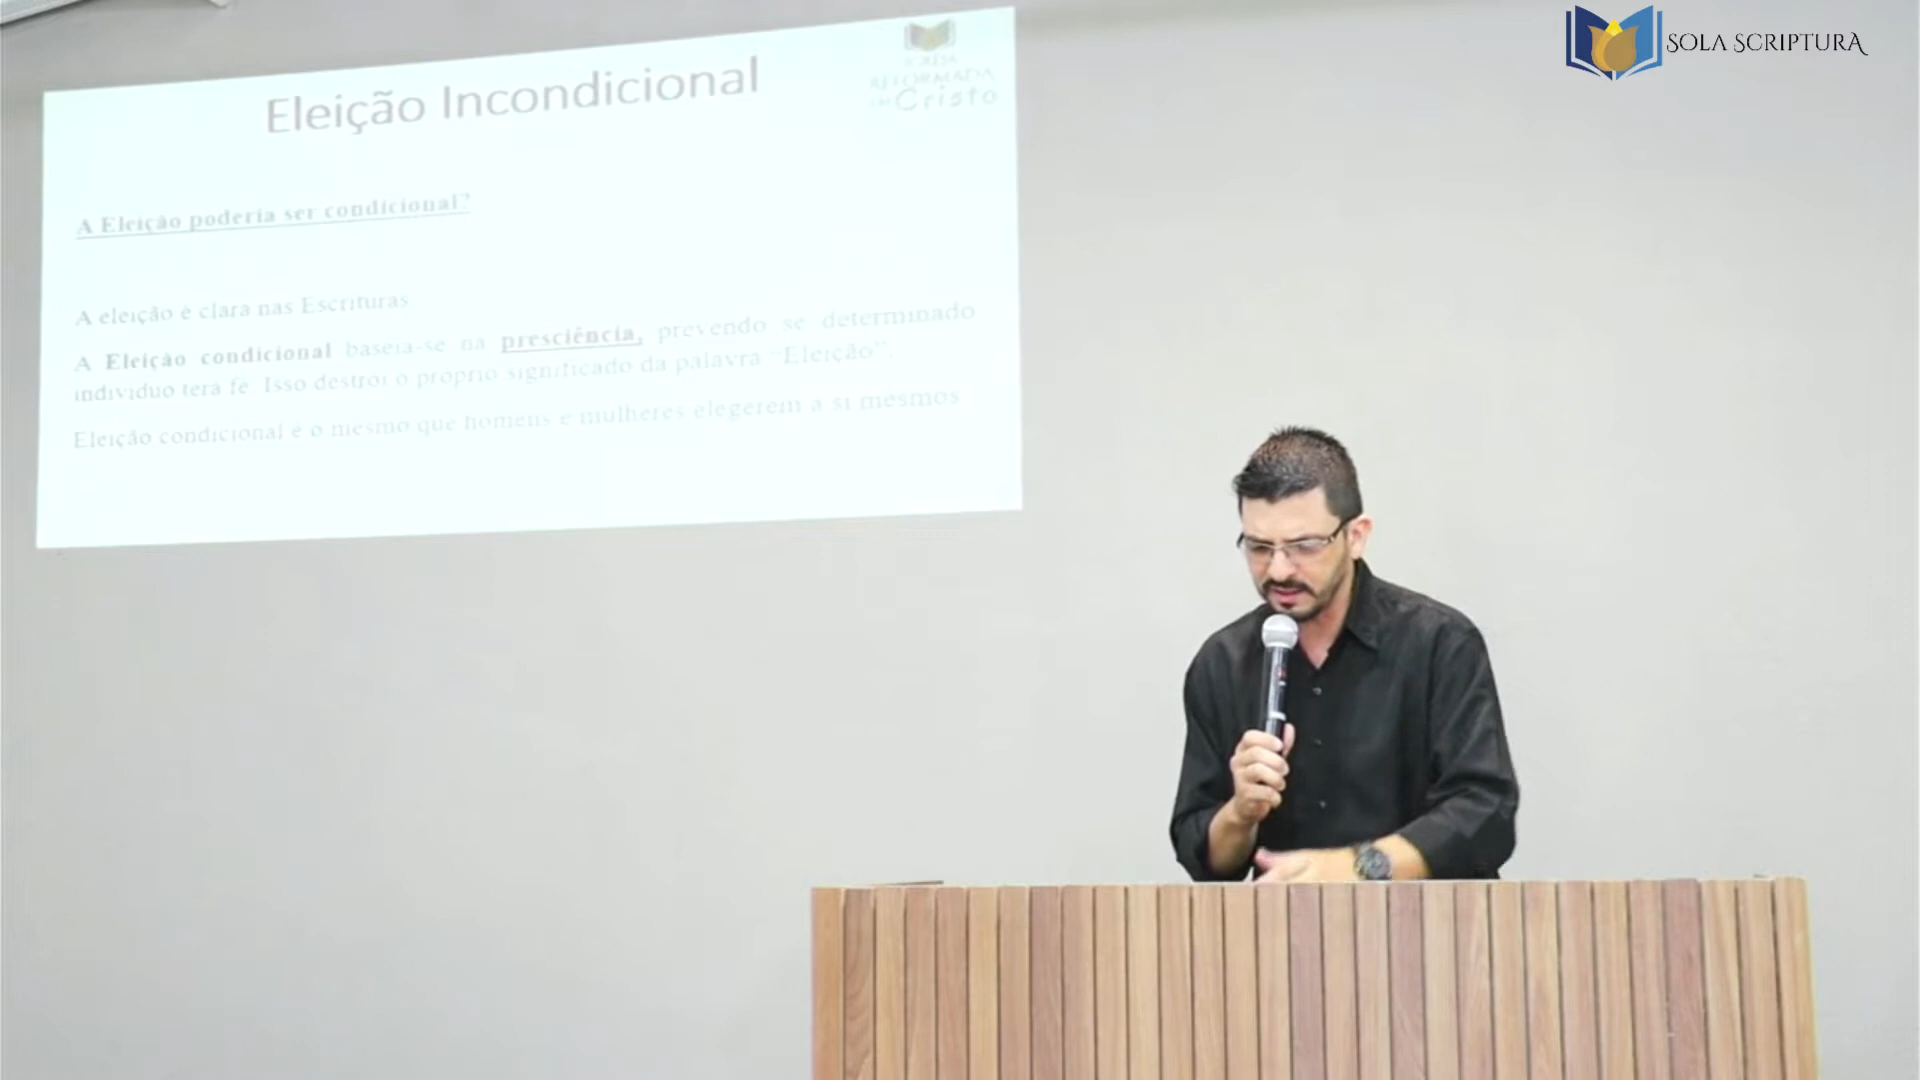 SOLA SCRIPTURA
IGREJA
REFORMADA
em Cristo
Eleição Incondicional
A Eleição poderia ser condicional?
A eleição é clara nas Escrituras
A Eleição condicional baseia-se na presciência, prevendo se determinado
indivíduo terá fé. Isso destrói o próprio significado da palavra “Eleição”.
Eleição condicional é o mesmo que homens e mulheres elegerem a si mesmos